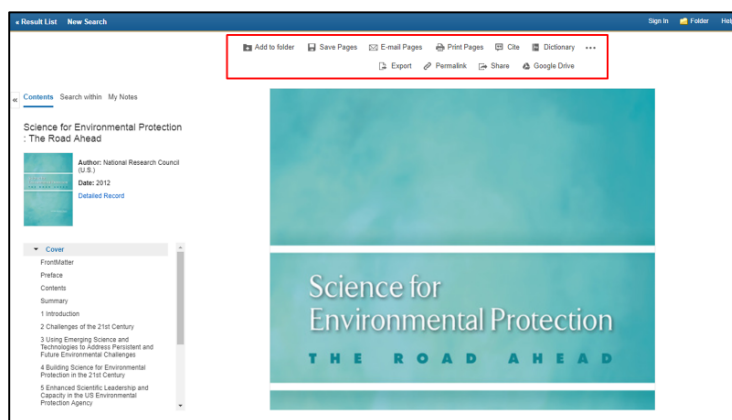 « Result List New Search Sign In Folder Help
Add to folder Save Pages E-mail Pages Print Pages Cite Dictionary •••
Export Permalink Share Google Drive
« Contents Search within My Notes
Science for Environmental Protection
: The Road Ahead
Author: National Research Council
(U.S.)
Date: 2012
Detailed Record
Cover
FrontMatter
Preface
Contents
Summary
1 Introduction
2 Challenges of the 21st Century
3 Using Emerging Science and
Technologies to Address Persistent and
Future Environmental Challenges
4 Building Science for Environmental
Protection in the 21st Century
5 Enhanced Scientific Leadership and
Capacity in the US Environmental
Protection Agency
Science for
Environmental Protection
THE ROAD AHEAD